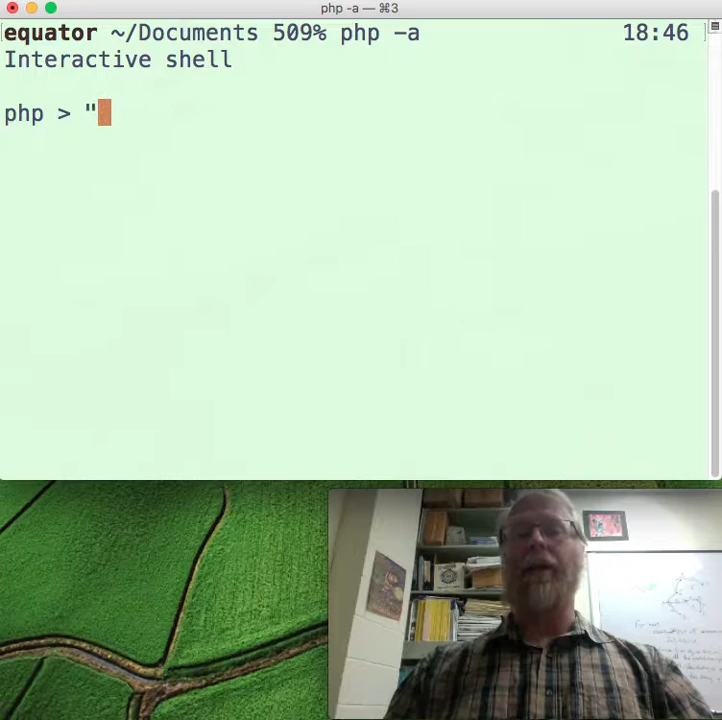 php -a — ⌘3
equator ~/Documents 509% php -a 18:46
Interactive shell
php > "